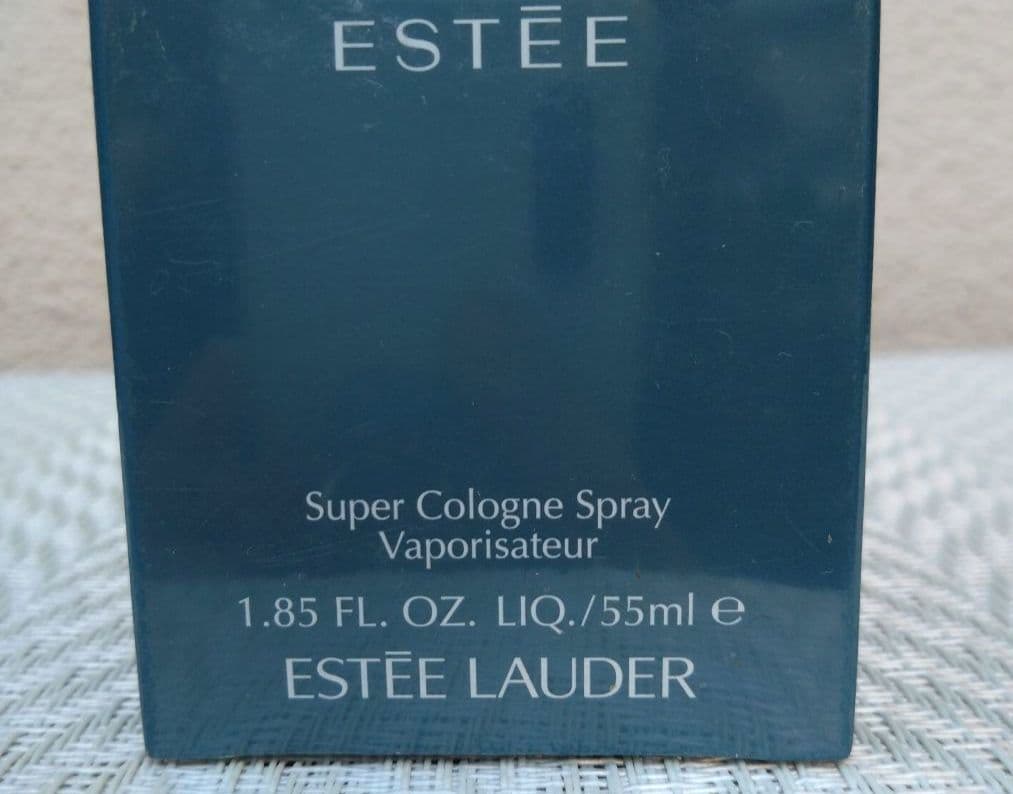 ESTĒE
Super Cologne Spray
Vaporisateur
1.85 FL. OZ. LIQ./55ml ℮
ESTĒE LAUDER